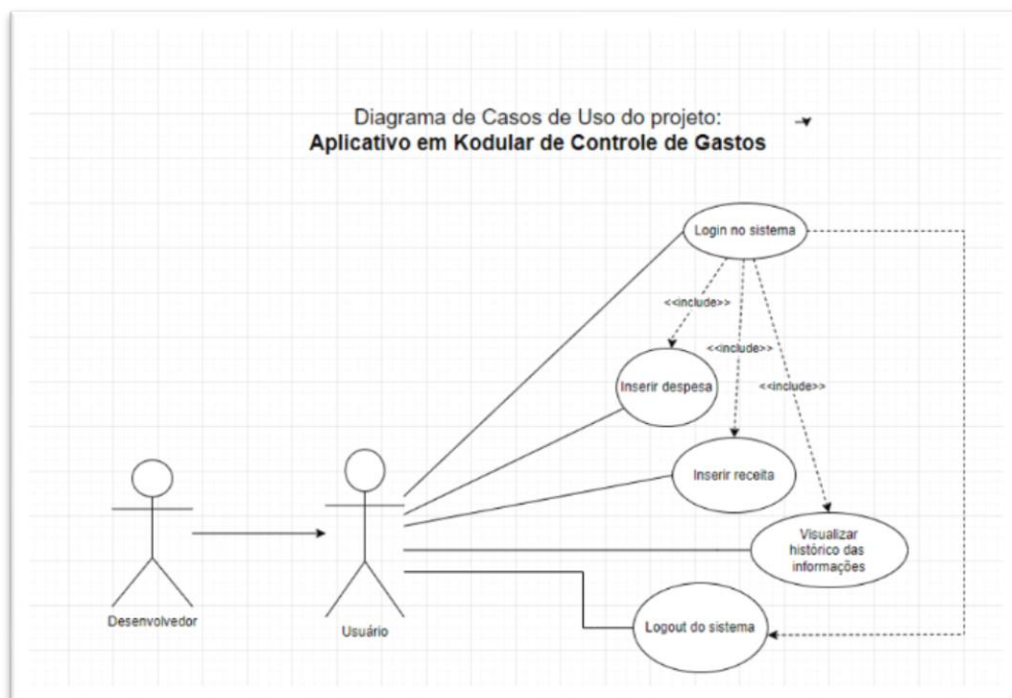 Diagrama de Casos de Uso do projeto:
Aplicativo em Kodular de Controle de Gastos
Login no sistema
<<include>>
<<include>>
<<include>>
Inserir despesa
Inserir receita
Visualizar
histórico das
informações
Logout do sistema
Desenvolvedor
Usuário